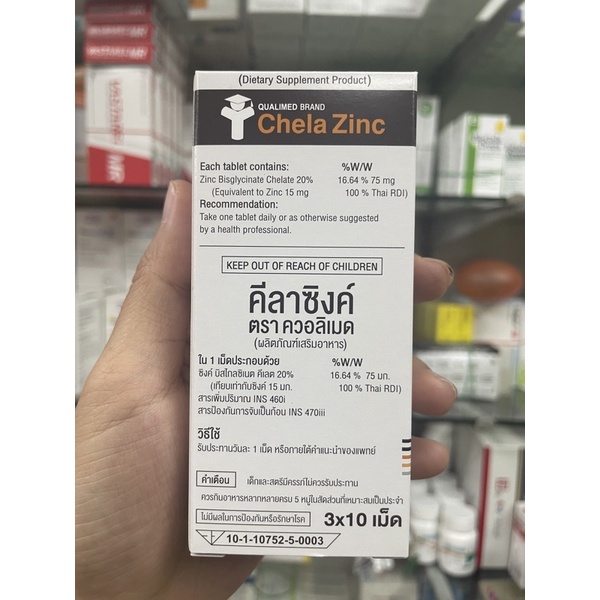 (Dietary Supplement Product)
QUALIMED BRAND
Chela Zinc
Each tablet contains: %W/W
Zinc Bisglycinate Chelate 20% 16.64 % 75 mg
(Equivalent to Zinc 15 mg 100 % Thai RDI)
Recommendation:
Take one tablet daily or as otherwise suggested
by a health professional.
KEEP OUT OF REACH OF CHILDREN
คีลาซิงค์
ตรา ควอลิเมด
(ผลิตภัณฑ์เสริมอาหาร)
ใน 1 เม็ดประกอบด้วย %W/W
ซิงค์ บิสไกลซิเนต คีเลต 20% 16.64 % 75 มก.
(เทียบเท่ากับซิงค์ 15 มก. 100 % Thai RDI)
สารเพิ่มปริมาณ INS 460i
สารป้องกันการจับเป็นก้อน INS 470iii
วิธีใช้
รับประทานวันละ 1 เม็ด หรือภายใต้คำแนะนำของแพทย์
คำเตือน เด็กและสตรีมีครรภ์ไม่ควรรับประทาน
ควรกินอาหารหลากหลายครบ 5 หมู่ในสัดส่วนที่เหมาะสมเป็นประจำ
ไม่มีผลในการป้องกันหรือรักษาโรค 3x10 เม็ด
10-1-10752-5-0003